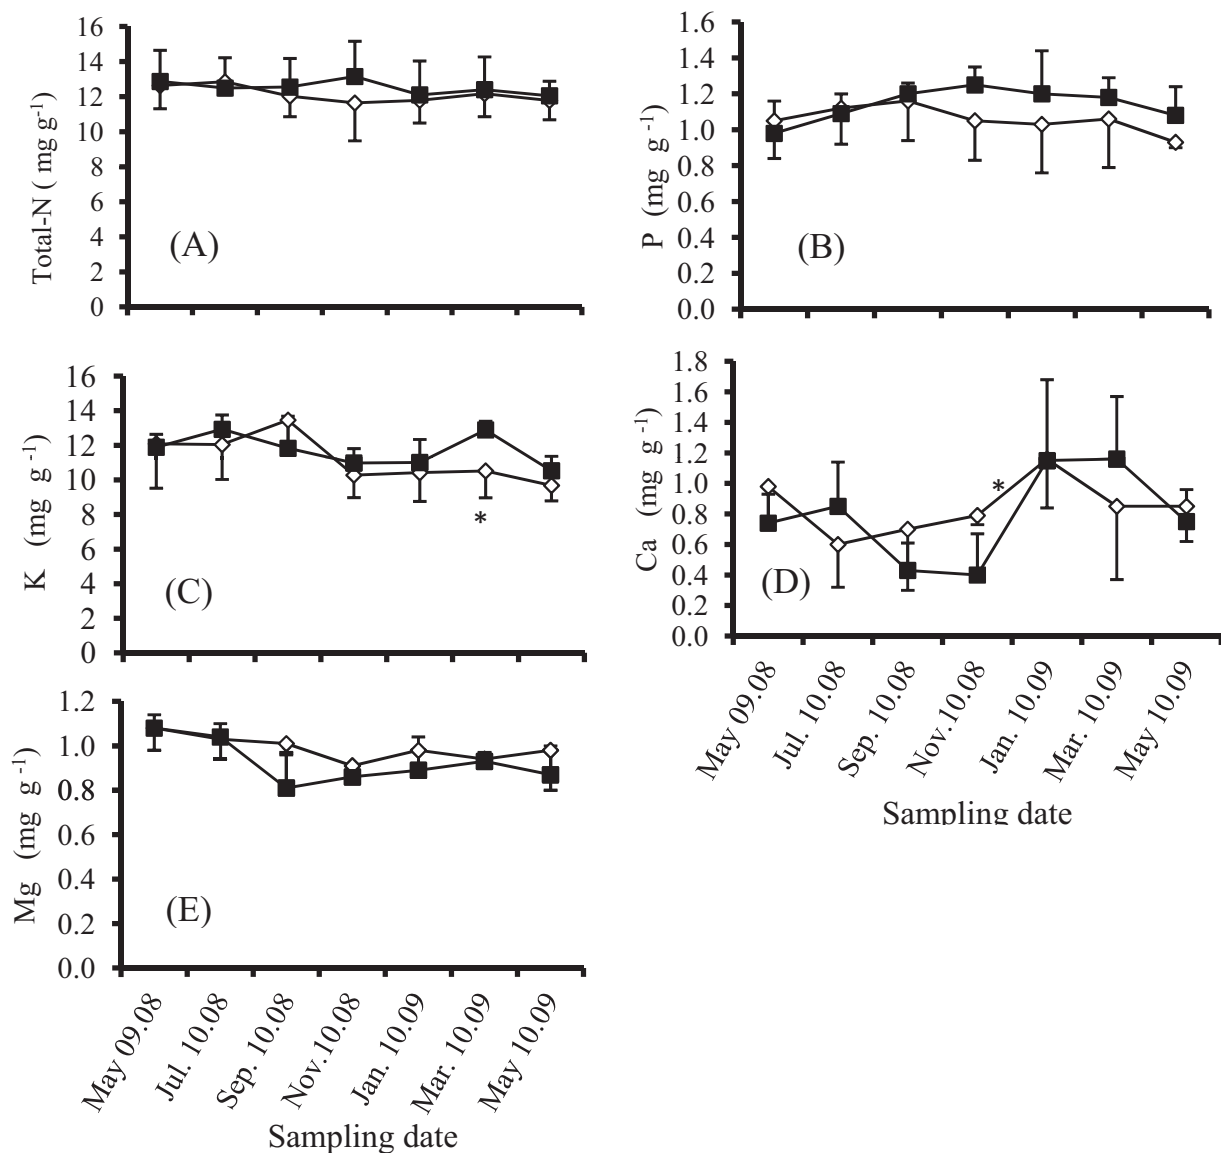 16
14
12
10
8
6
4
2
0
Total-N ( mg g-1)
(A)
1.6
1.4
1.2
1.0
0.8
0.6
0.4
0.2
0.0
P (mg g-1)
(B)
16
14
12
10
8
6
4
2
0
K (mg g-1)
*
(C)
1.8
1.6
1.4
1.2
1.0
0.8
0.6
0.4
0.2
0.0
Ca (mg g-1)
*
(D)
May 09.08
Jul. 10.08
Sep. 10.08
Nov. 10.08
Jan. 10.09
Mar. 10.09
May 10.09
Sampling date
1.2
1.0
0.8
0.6
0.4
0.2
0.0
Mg (mg g-1)
(E)
May 09.08
Jul. 10.08
Sep. 10.08
Nov. 10.08
Jan. 10.09
Mar. 10.09
May 10.09
Sampling date